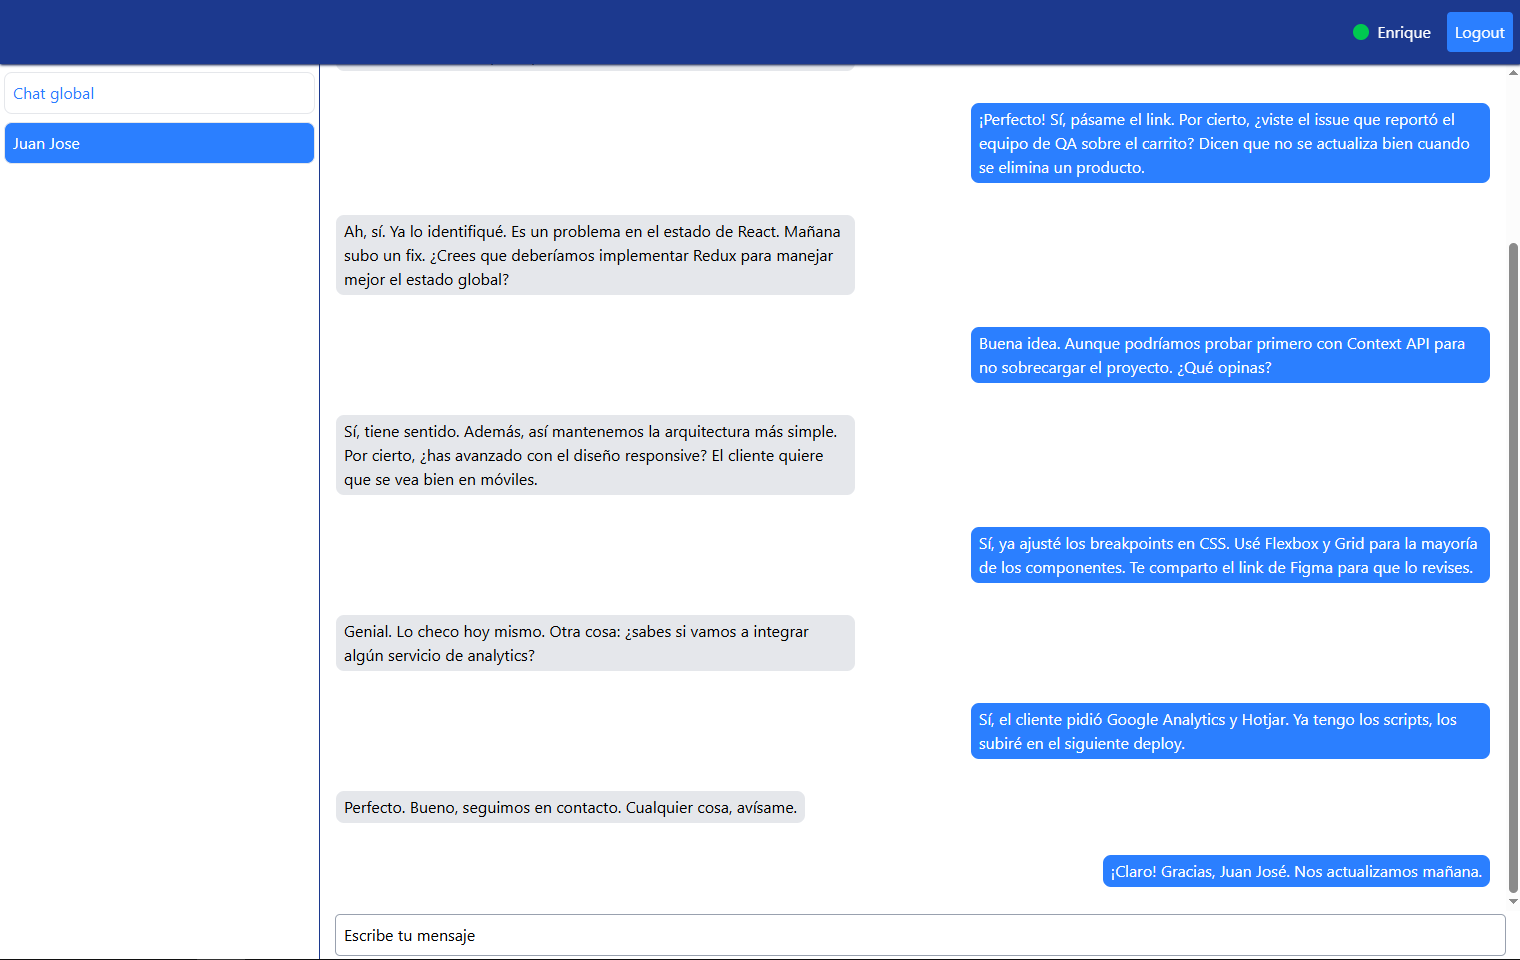 Enrique
Logout
Chat global
Juan Jose
¡Perfecto! Sí, pásame el link. Por cierto, ¿viste el issue que reportó el
equipo de QA sobre el carrito? Dicen que no se actualiza bien cuando
se elimina un producto.
Ah, sí. Ya lo identifiqué. Es un problema en el estado de React. Mañana
subo un fix. ¿Crees que deberíamos implementar Redux para manejar
mejor el estado global?
Buena idea. Aunque podríamos probar primero con Context API para
no sobrecargar el proyecto. ¿Qué opinas?
Sí, tiene sentido. Además, así mantenemos la arquitectura más simple.
Por cierto, ¿has avanzado con el diseño responsive? El cliente quiere
que se vea bien en móviles.
Sí, ya ajusté los breakpoints en CSS. Usé Flexbox y Grid para la mayoría
de los componentes. Te comparto el link de Figma para que lo revises.
Genial. Lo checo hoy mismo. Otra cosa: ¿sabes si vamos a integrar
algún servicio de analytics?
Sí, el cliente pidió Google Analytics y Hotjar. Ya tengo los scripts, los
subiré en el siguiente deploy.
Perfecto. Bueno, seguimos en contacto. Cualquier cosa, avísame.
¡Claro! Gracias, Juan José. Nos actualizamos mañana.
Escribe tu mensaje